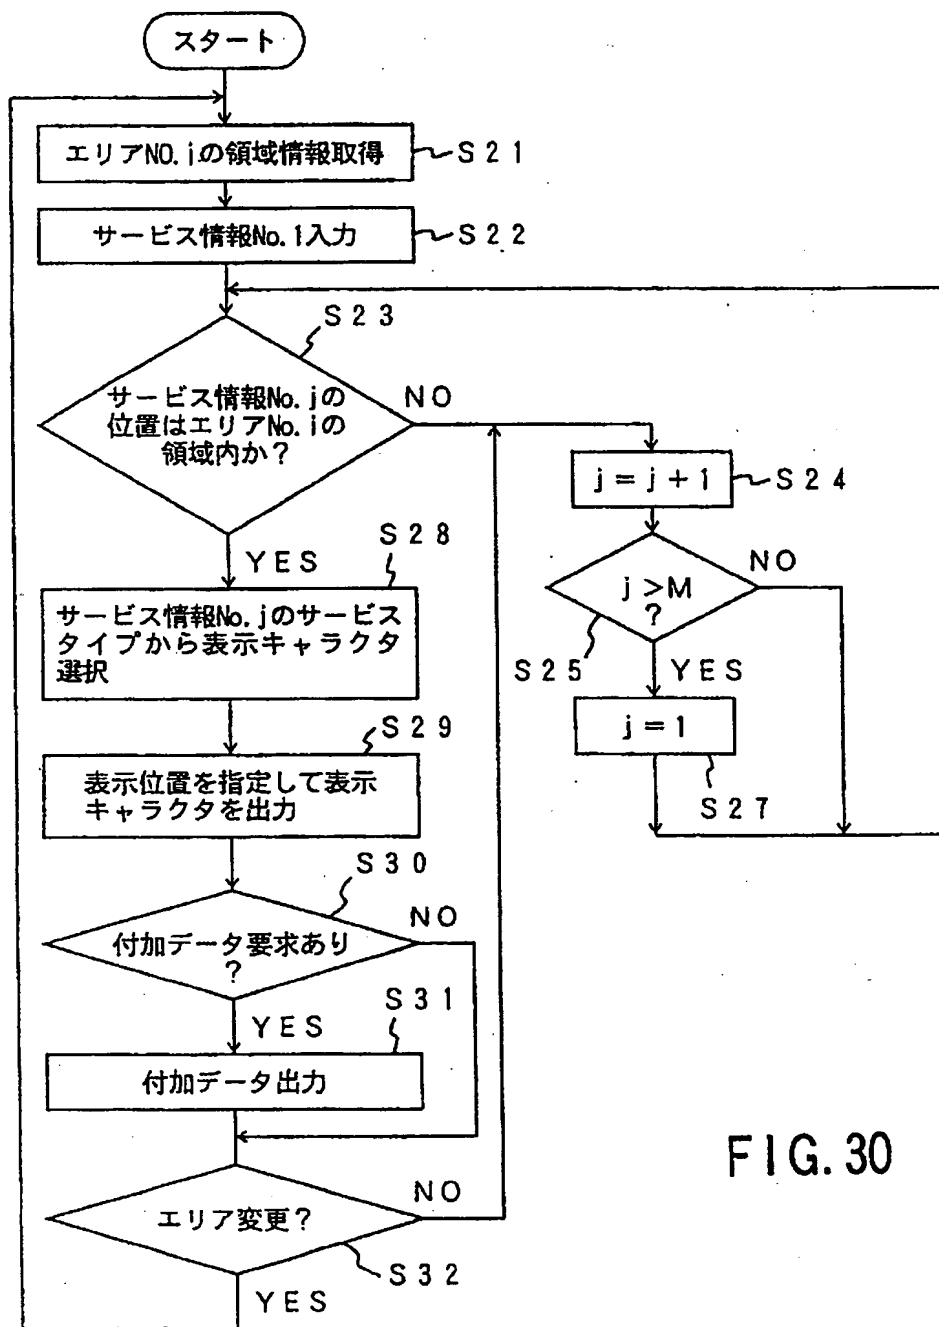 スタート
エリアNO.iの領域情報取得
S21
サービス情報No.1入力
S22
S23
サービス情報No.jの
位置はエリアNo.iの
領域内か?
NO
j=j+1
S24
j>M
?
NO
S25
YES
j=1
S27
YES
S28
サービス情報No.jのサービス
タイプから表示キャラクタ
選択
S29
表示位置を指定して表示
キャラクタを出力
S30
付加データ要求あり
?
NO
YES
S31
付加データ出力
エリア変更?
NO
S32
YES
FIG.30